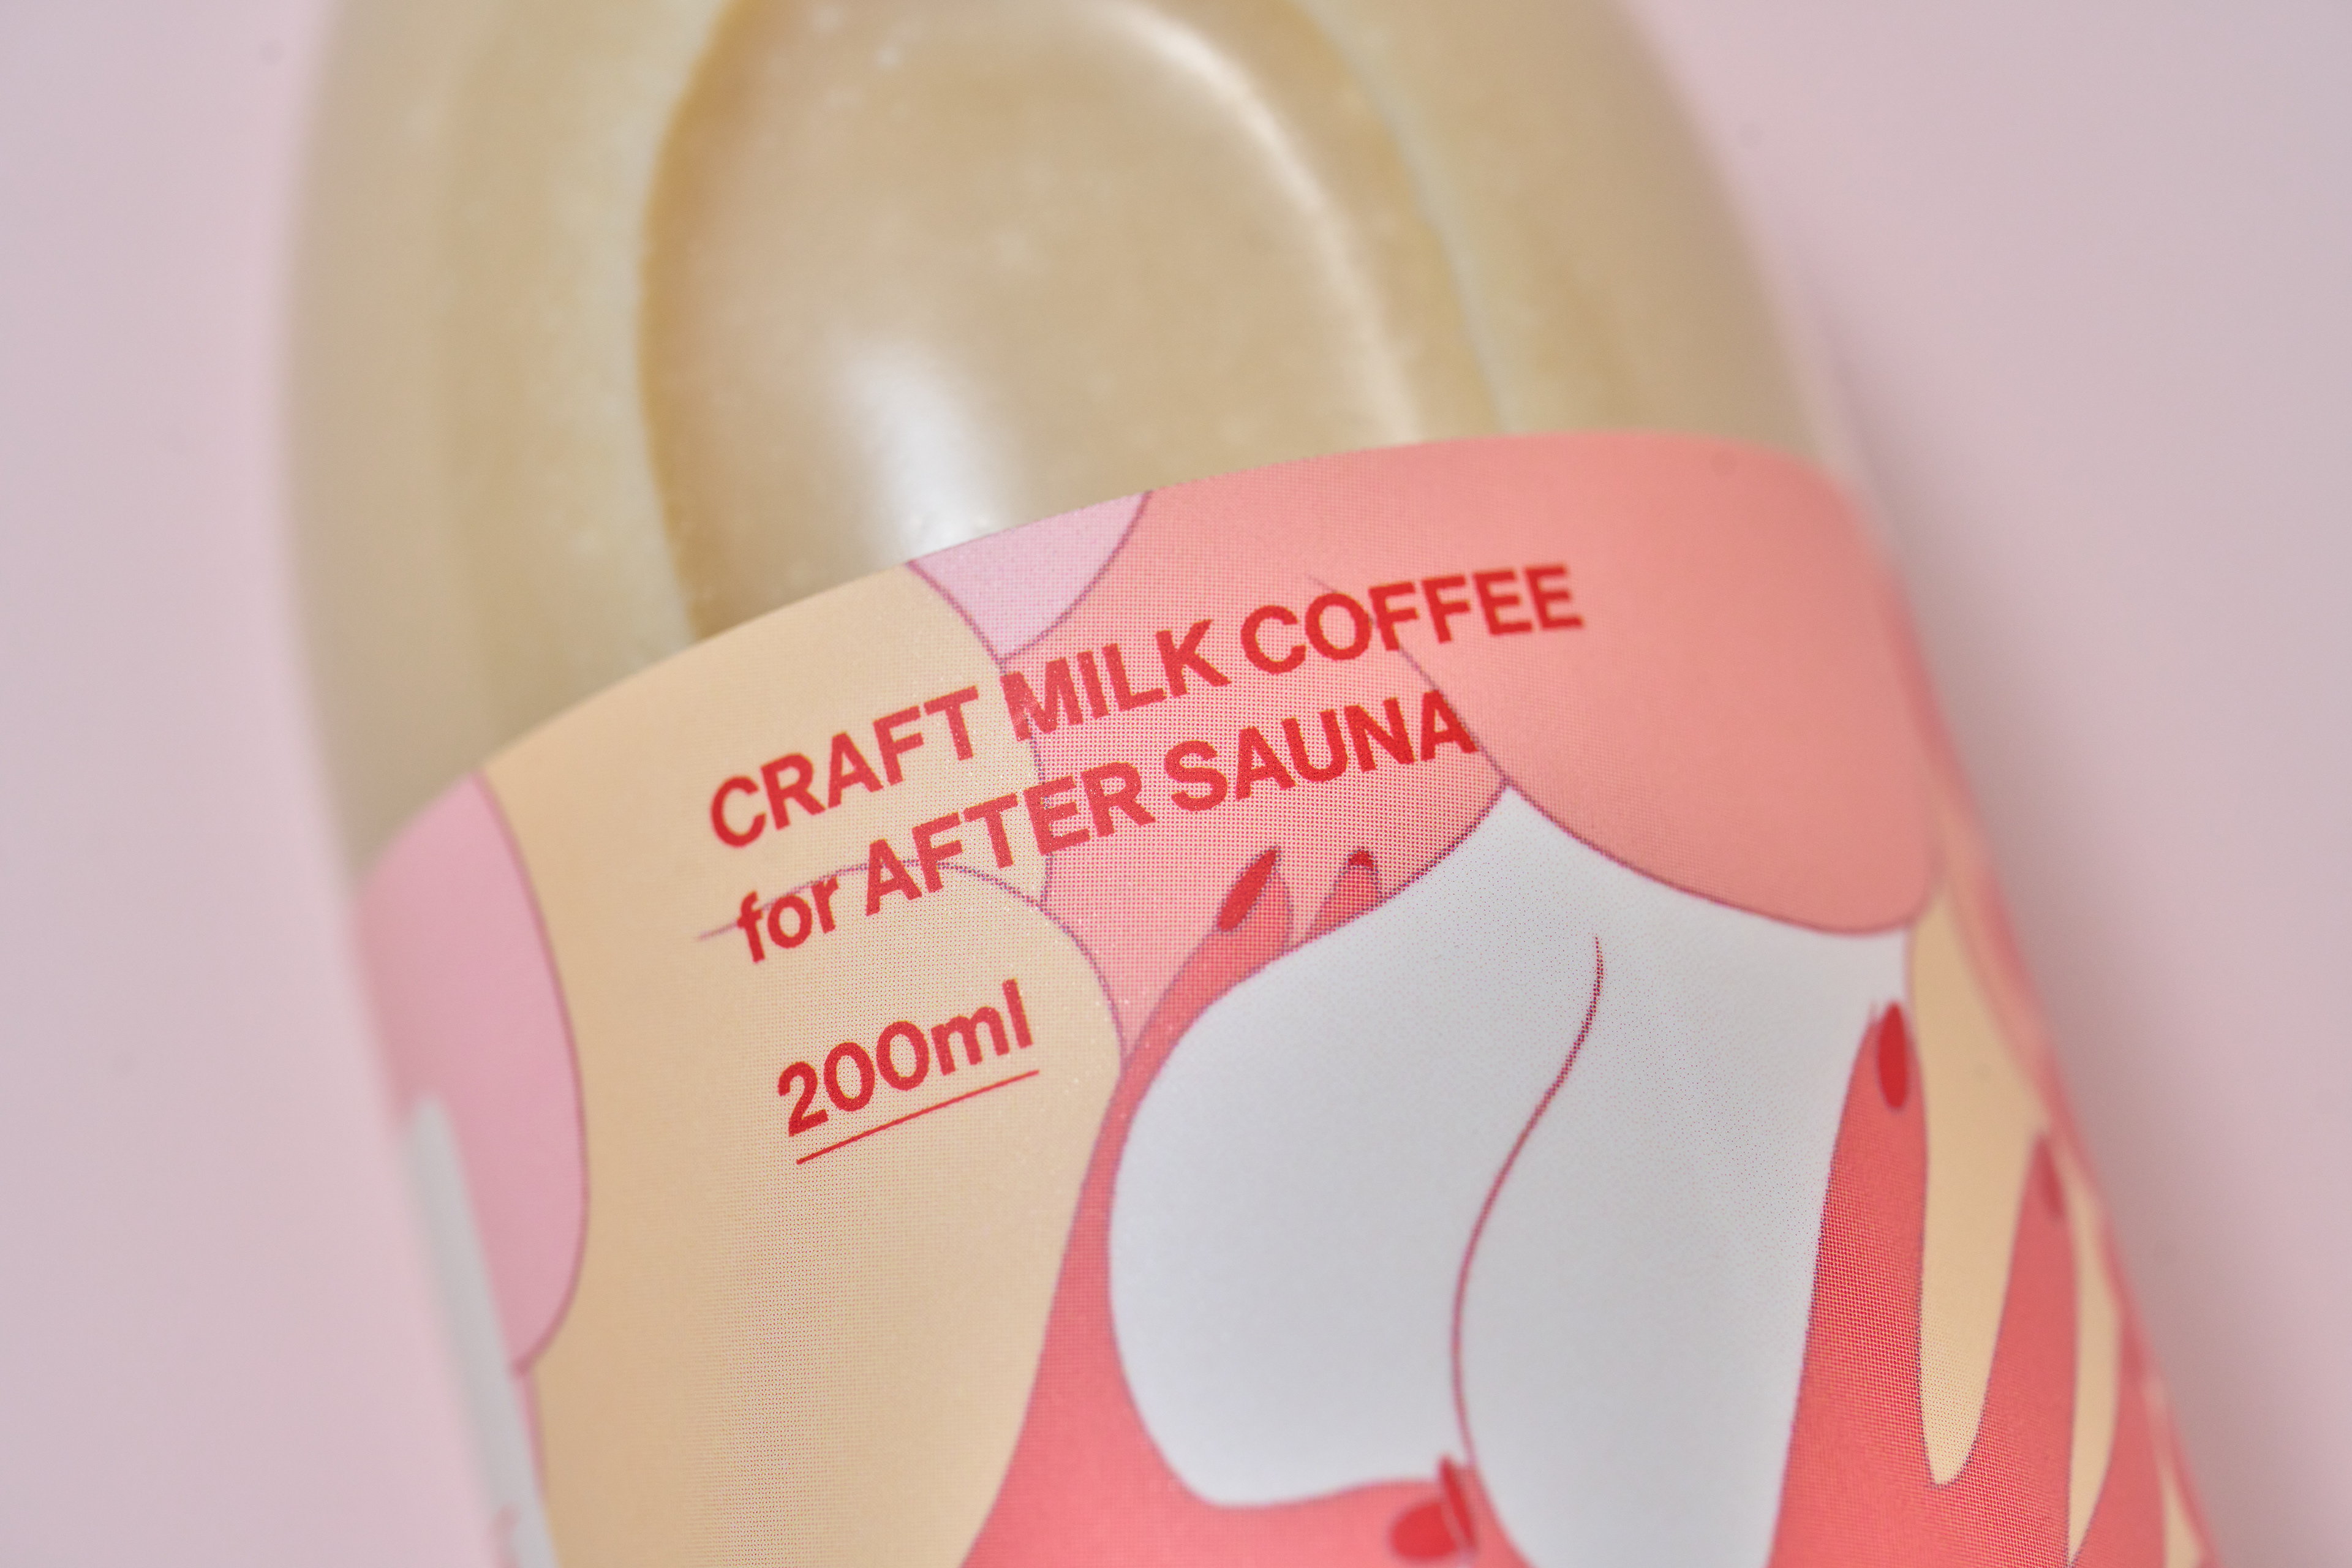 CRAFT MILK COFFEE
for AFTER SAUNA
200ml